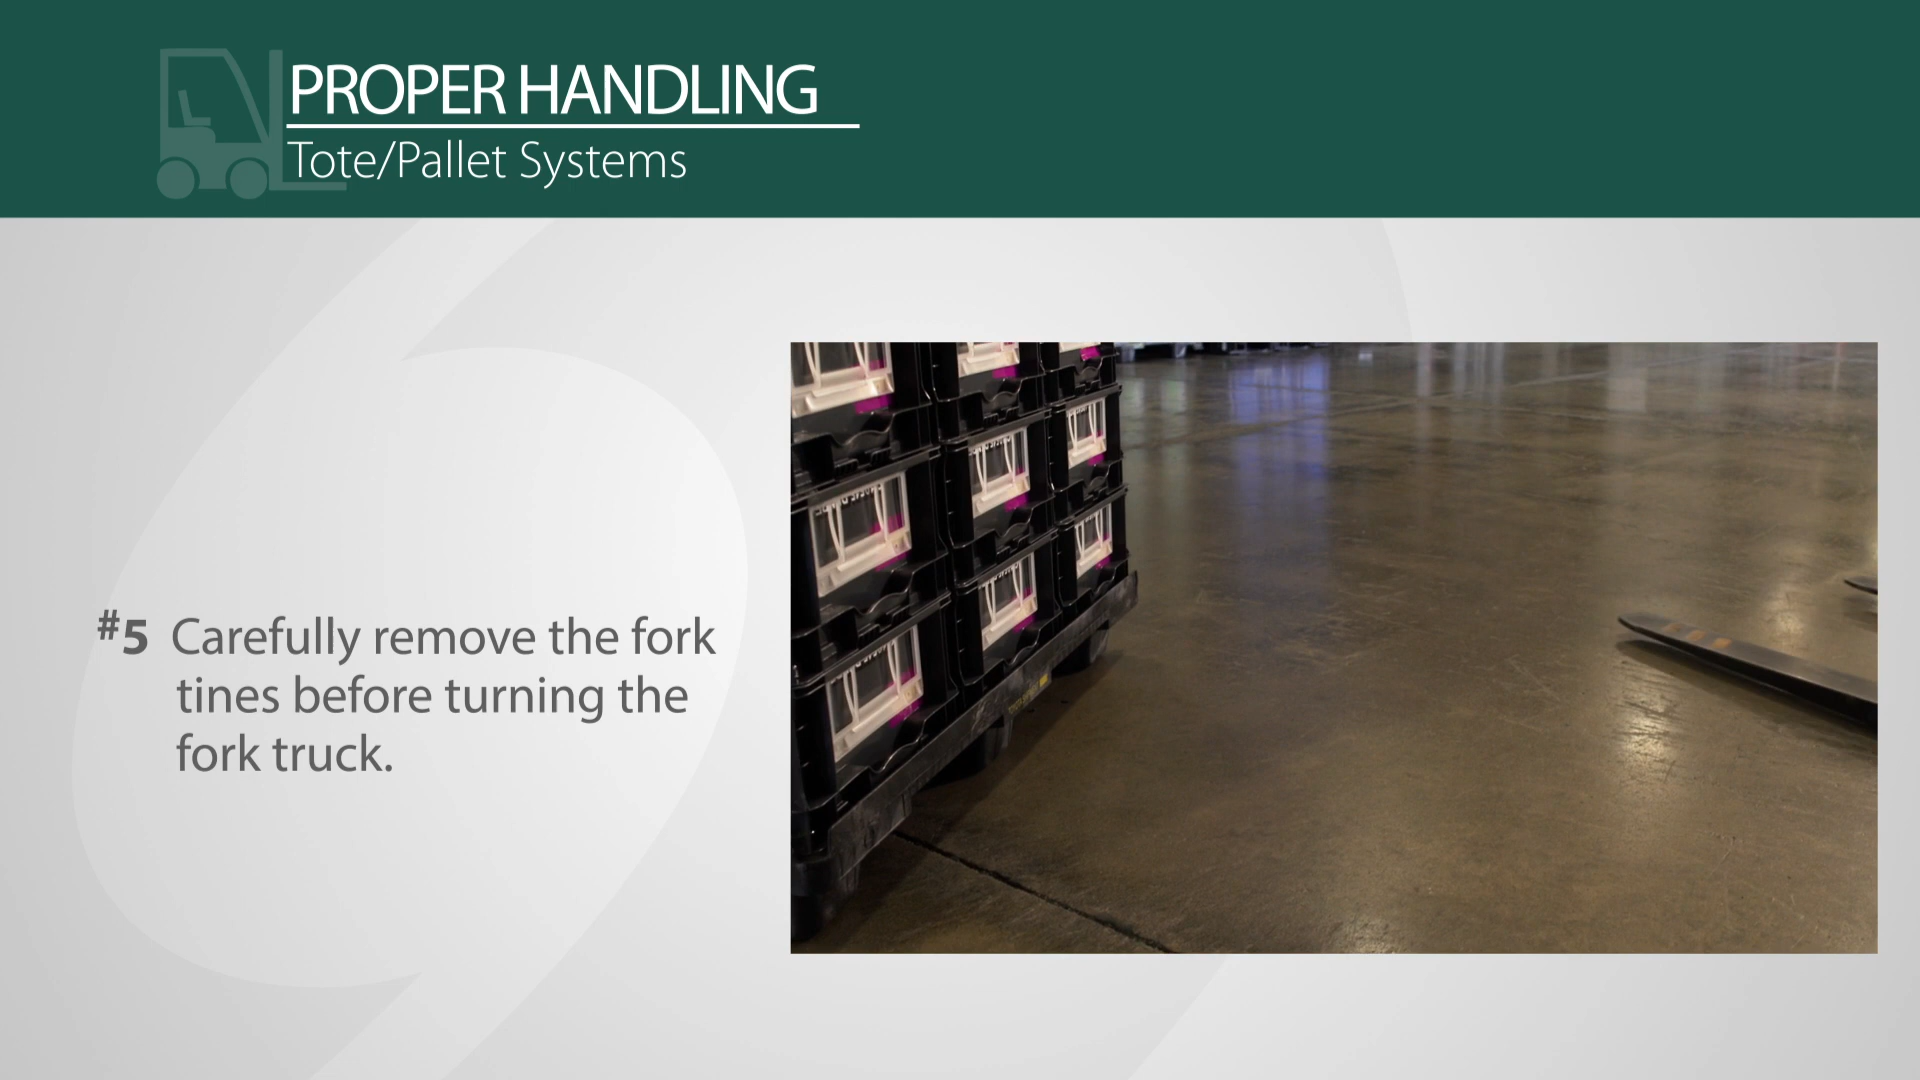 PROPER HANDLING
Tote/Pallet Systems
#5 Carefully remove the fork
tines before turning the
fork truck.